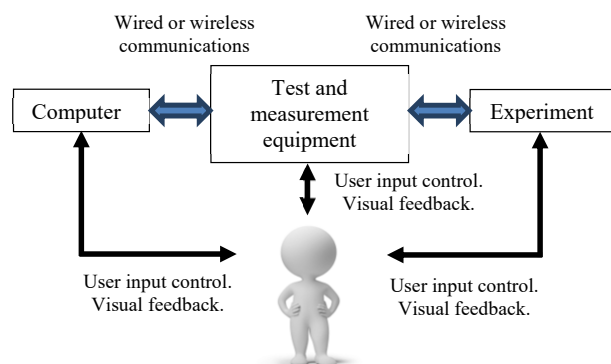 Wired or wireless
communications
Wired or wireless
communications
Computer
Test and
measurement
equipment
Experiment
User input control.
Visual feedback.
User input control.
Visual feedback.
User input control.
Visual feedback.